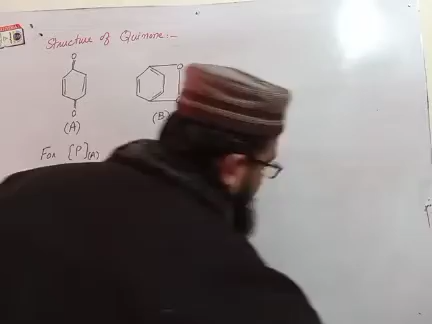 Structure of Quinone:-
O
O
O
(A)
(B)
For [P](A)